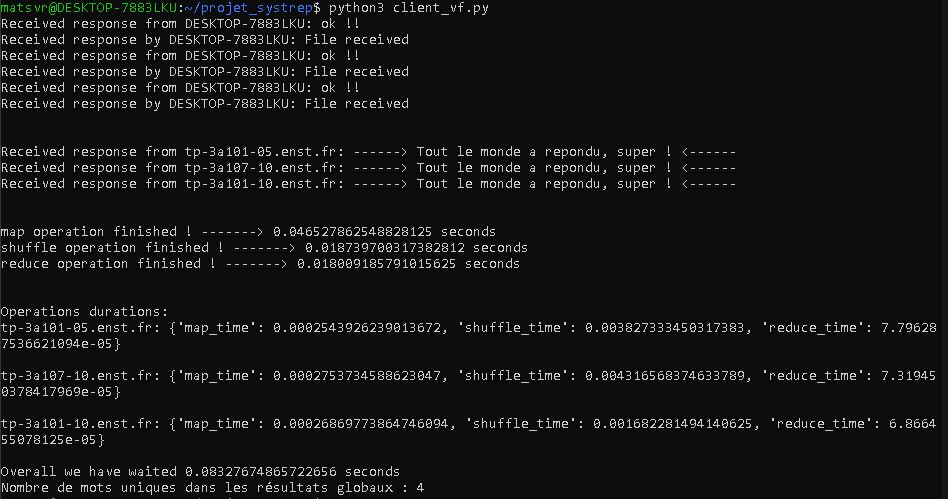 matsvr@DESKTOP-7883LKU:~/projet_systrep$ python3 client_vf.py
Received response from DESKTOP-7883LKU: ok !!
Received response by DESKTOP-7883LKU: File received
Received response from DESKTOP-7883LKU: ok !!
Received response by DESKTOP-7883LKU: File received
Received response from DESKTOP-7883LKU: ok !!
Received response by DESKTOP-7883LKU: File received
Received response from tp-3a101-05.enst.fr: ------> Tout le monde a repondu, super ! <------
Received response from tp-3a107-10.enst.fr: ------> Tout le monde a repondu, super ! <------
Received response from tp-3a101-10.enst.fr: ------> Tout le monde a repondu, super ! <------
map operation finished ! -------> 0.046527862548828125 seconds
shuffle operation finished ! -------> 0.018739700317382812 seconds
reduce operation finished ! -------> 0.018009185791015625 seconds
Operations durations:
tp-3a101-05.enst.fr: {'map_time': 0.0002543926239013672, 'shuffle_time': 0.003827333450317383, 'reduce_time': 7.79628
7536621094e-05}
tp-3a107-10.enst.fr: {'map_time': 0.0002753734588623047, 'shuffle_time': 0.004316568374633789, 'reduce_time': 7.319450
0378417969e-05}
tp-3a101-10.enst.fr: {'map_time': 0.00026869773864746094, 'shuffle_time': 0.001682281494140625, 'reduce_time': 6.8664
55078125e-05}
Overall we have waited 0.08327674865722656 seconds
Nombre de mots uniques dans les résultats globaux : 4